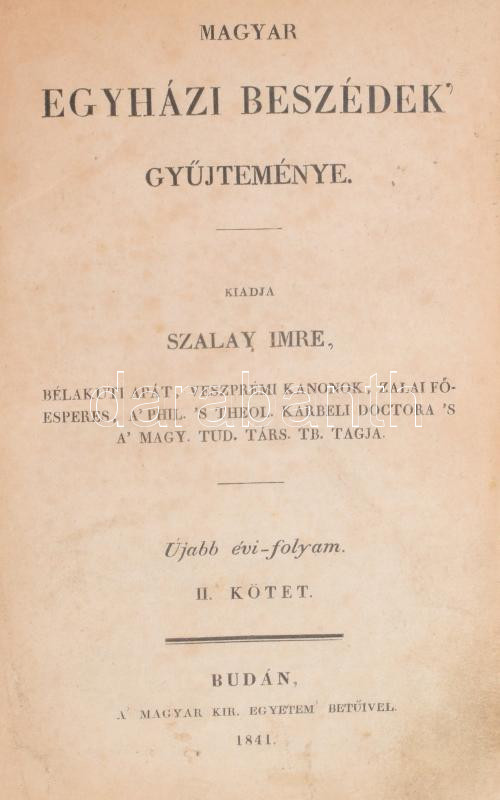 MAGYAR
EGYHÁZI BESZÉDEK'
GYŰJTEMÉNYE.
KIADJA
SZALAY IMRE,
BÉLAKUTI APÁT, VESZPRÉMI KANONOK, ZALAI FŐ-
ESPERES, A' PHIL. 'S THEOL. KARBELI DOCTORA 'S
A' MAGY. TUD. TÁRS. TB. TAGJA.
darabanth
Újabb évi-folyam.
II. KÖTET.
BUDÁN,
A' MAGYAR KIR. EGYETEM' BETŰIVEL.
1841.